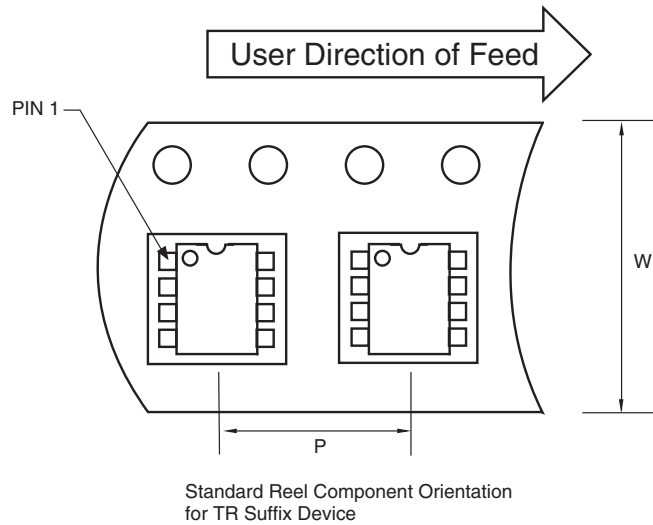 User Direction of Feed
PIN 1
W
P
Standard Reel Component Orientation
for TR Suffix Device